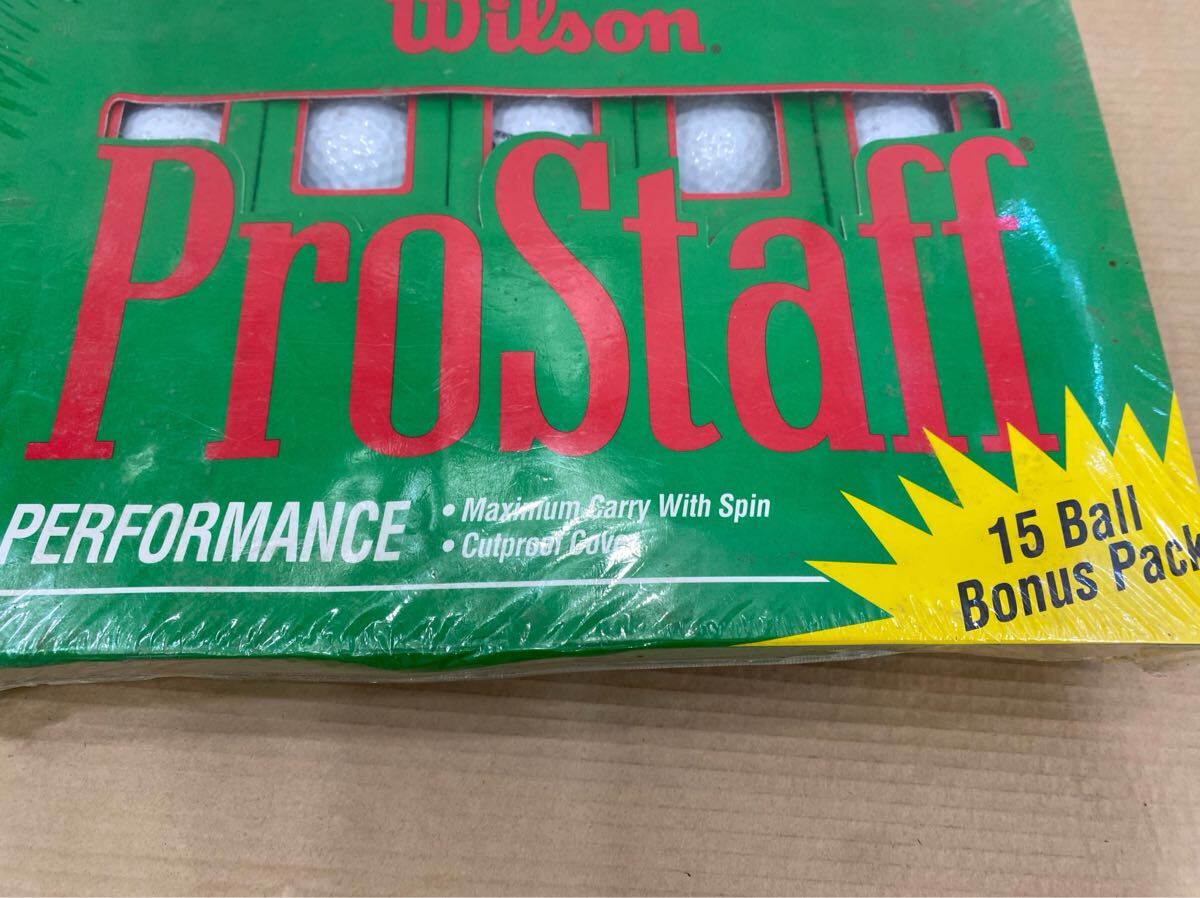 Wilson®
ProStaff®
PERFORMANCE
• Maximum Carry With Spin
• Cutproof Cover
15 Ball
Bonus Pack